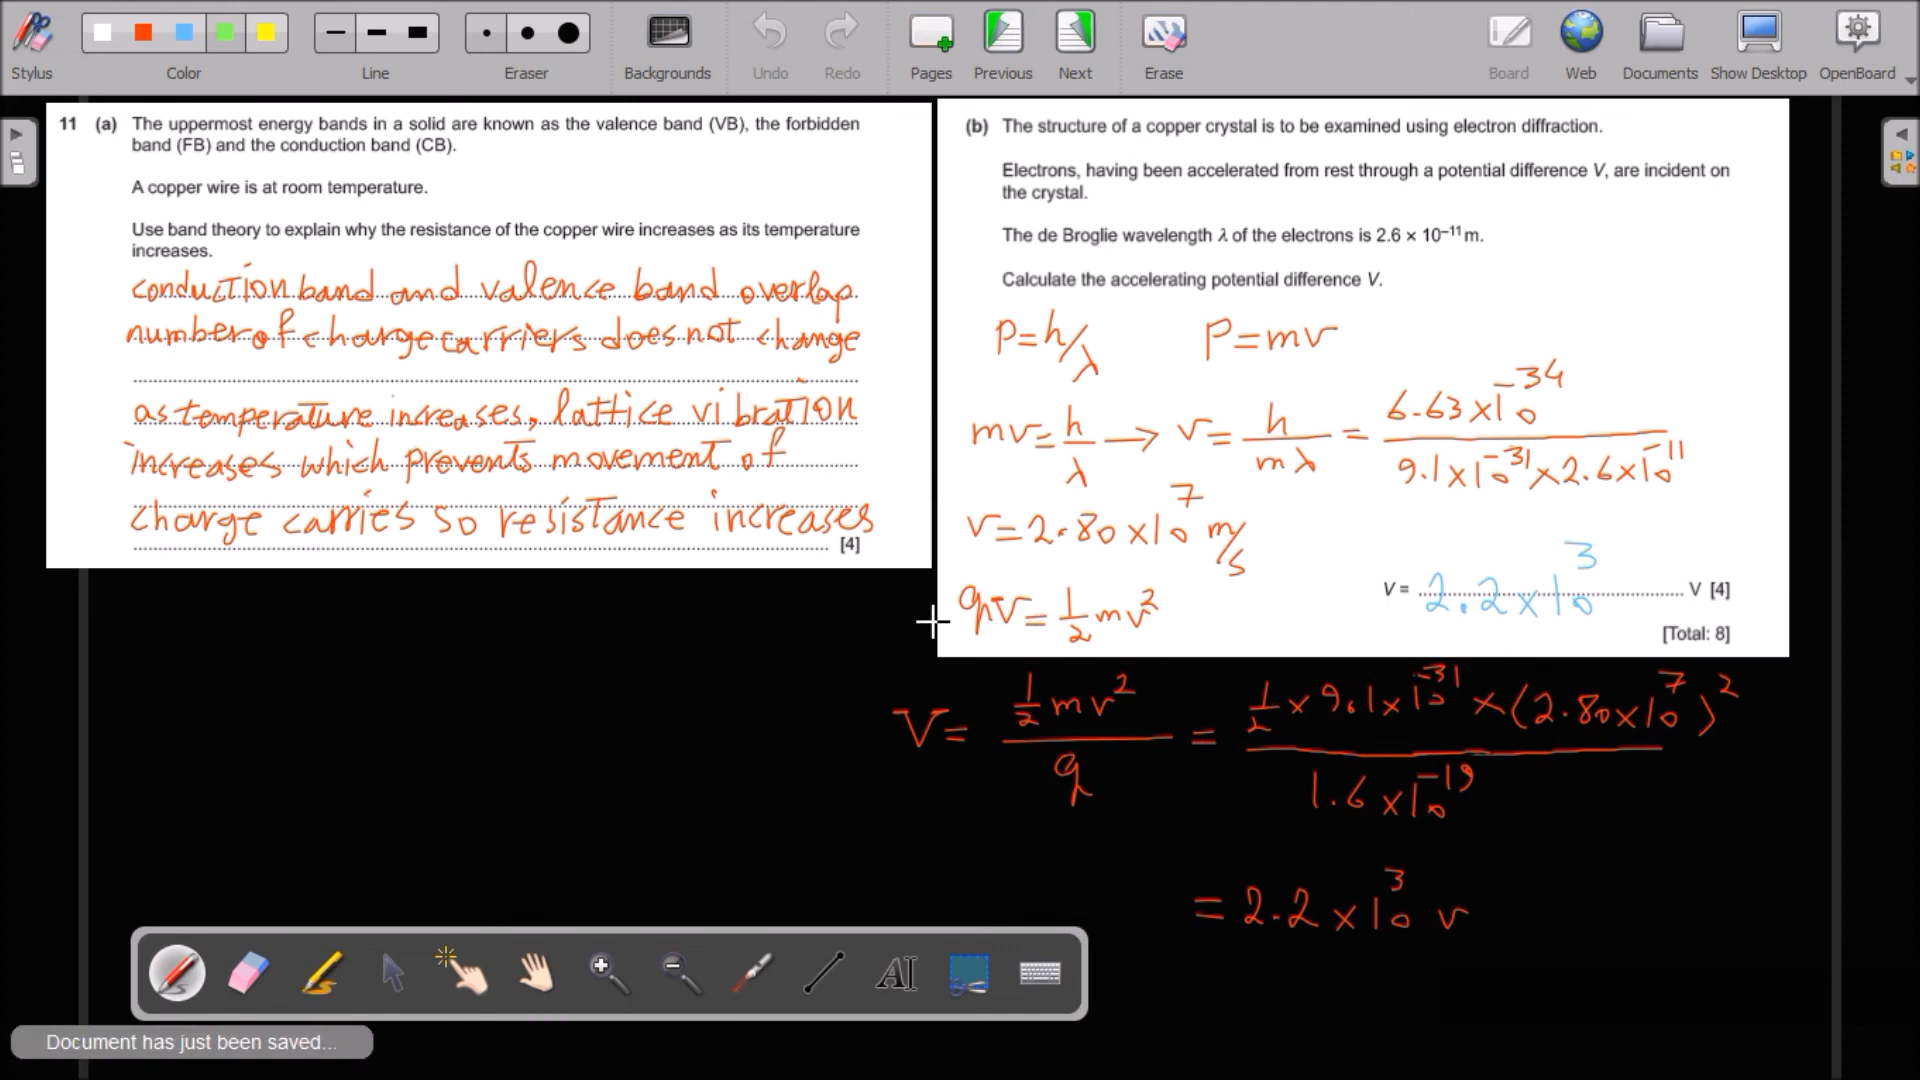 Stylus Color Line Eraser Backgrounds Undo Redo Pages Previous Next Erase Board Web Documents Show Desktop OpenBoard
11 (a) The uppermost energy bands in a solid are known as the valence band (VB), the forbidden
band (FB) and the conduction band (CB).
A copper wire is at room temperature.
Use band theory to explain why the resistance of the copper wire increases as its temperature
increases.
conduction band and valence band overlap
number of charge carriers does not change
as temperature increases, lattice vibration
increases which prevents movement of
charge carries so resistance increases
[4]
(b) The structure of a copper crystal is to be examined using electron diffraction.
Electrons, having been accelerated from rest through a potential difference V, are incident on
the crystal.
The de Broglie wavelength λ of the electrons is 2.6 × 10⁻¹¹ m.
Calculate the accelerating potential difference V.
P=h/λ P=mv
mv=h/λ → v=h/mλ = 6.63×10⁻³⁴/9.1×10⁻³¹×2.6×10⁻¹¹
v=2.80×10⁷ m/s
V = 2.2×10³ V [4]
qV=1/2mv²
[Total: 8]
V= 1/2mv²/q = 1/2×9.1×10⁻³¹×(2.80×10⁷)²/1.6×10⁻¹⁹
=2.2×10³ v
AI
Document has just been saved...